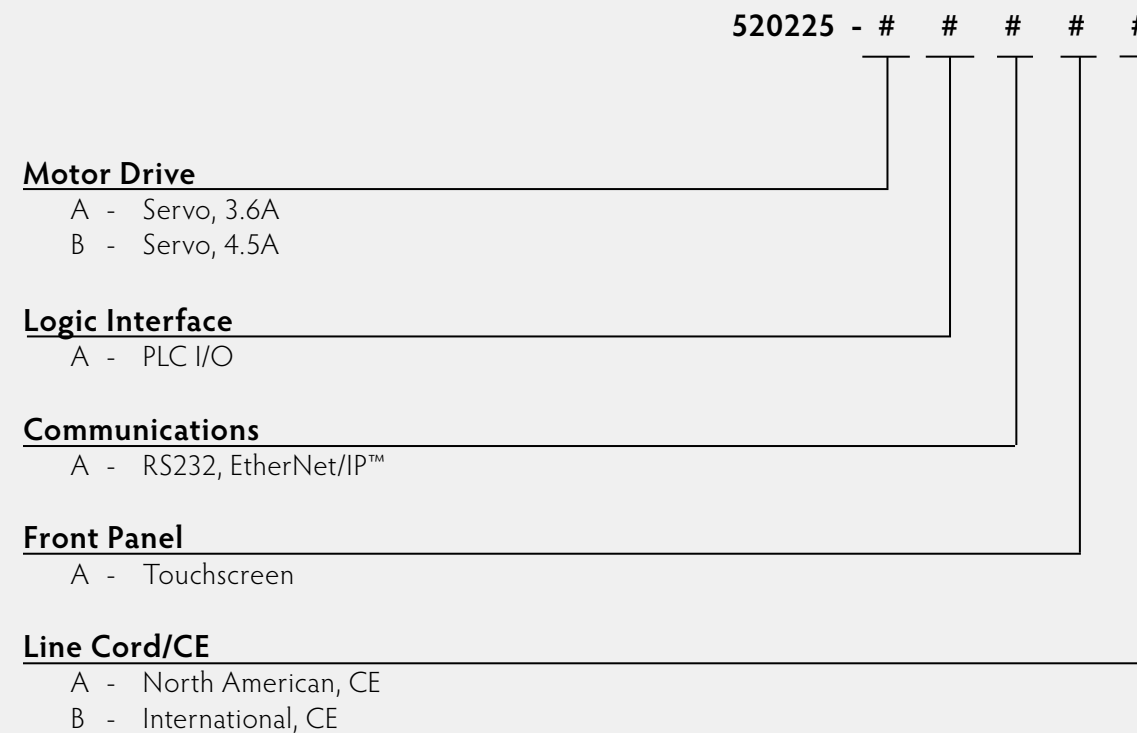 520225 - # # # # #
Motor Drive
A - Servo, 3.6A
B - Servo, 4.5A
Logic Interface
A - PLC I/O
Communications
A - RS232, EtherNet/IP™
Front Panel
A - Touchscreen
Line Cord/CE
A - North American, CE
B - International, CE